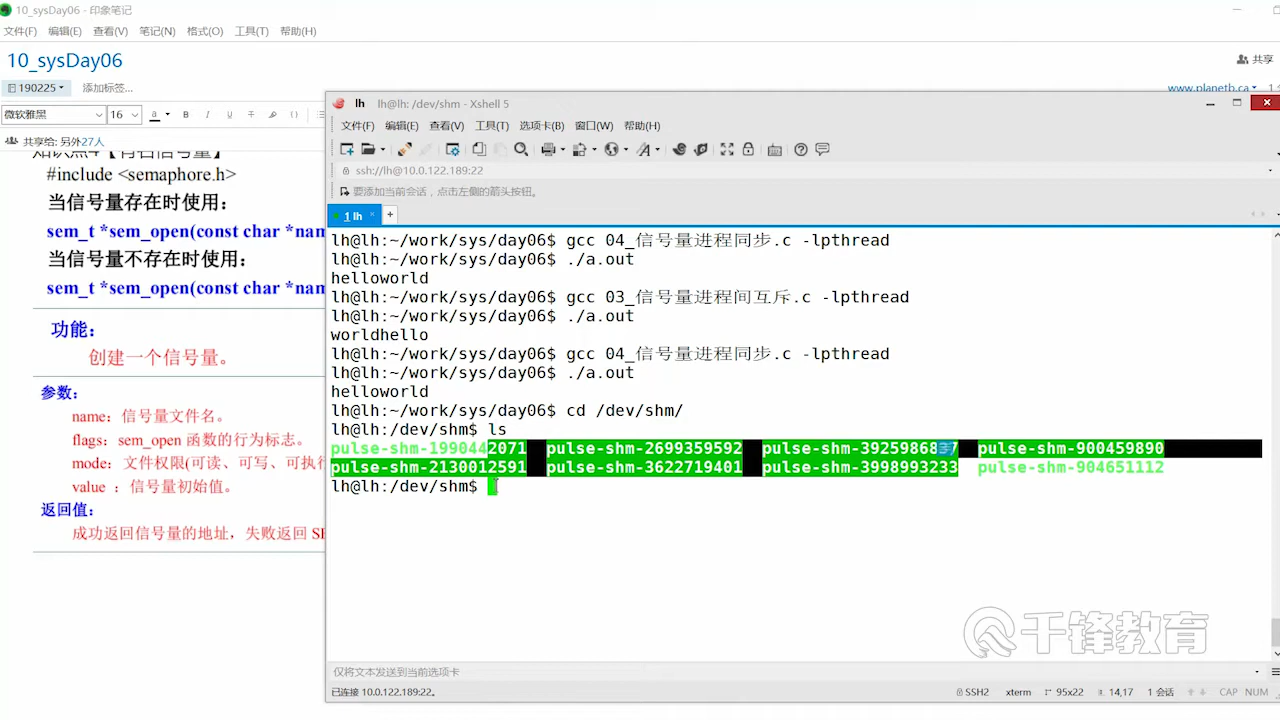 10_sysDay06 - 印象笔记
文件(F) 编辑(E) 查看(V) 笔记(N) 格式(O) 工具(T) 帮助(H)
10_sysDay06
共享
190225
添加标签...
www.planetb.ca
微软雅黑
16
共享给: 另外27人
#include <semaphore.h>
当信号量存在时使用：
sem_t *sem_open(const char *nam
当信号量不存在时使用：
sem_t *sem_open(const char *nam
功能：
创建一个信号量。
参数：
name：信号量文件名。
flags：sem_open 函数的行为标志。
mode：文件权限(可读、可写、可执行
value ：信号量初始值。
返回值：
成功返回信号量的地址，失败返回 SE
lh lh@lh: /dev/shm - Xshell 5
文件(F) 编辑(E) 查看(V) 工具(T) 选项卡(B) 窗口(W) 帮助(H)
ssh://lh@10.0.122.189:22
要添加当前会话，点击左侧的箭头按钮。
1 lh
lh@lh:~/work/sys/day06$ gcc 04_信号量进程同步.c -lpthread
lh@lh:~/work/sys/day06$ ./a.out
helloworld
lh@lh:~/work/sys/day06$ gcc 03_信号量进程间互斥.c -lpthread
lh@lh:~/work/sys/day06$ ./a.out
worldhello
lh@lh:~/work/sys/day06$ gcc 04_信号量进程同步.c -lpthread
lh@lh:~/work/sys/day06$ ./a.out
helloworld
lh@lh:~/work/sys/day06$ cd /dev/shm/
lh@lh:/dev/shm$ ls
pulse-shm-1990442071 pulse-shm-2699359592 pulse-shm-900459890
pulse-shm-2130012591 pulse-shm-3622719401 pulse-shm-3998993233 pulse-shm-904651112
lh@lh:/dev/shm$
千锋教育
仅将文本发送到当前选项卡
已连接 10.0.122.189:22。
SSH2 xterm 95x22 14,17 1 会话 CAP NUM